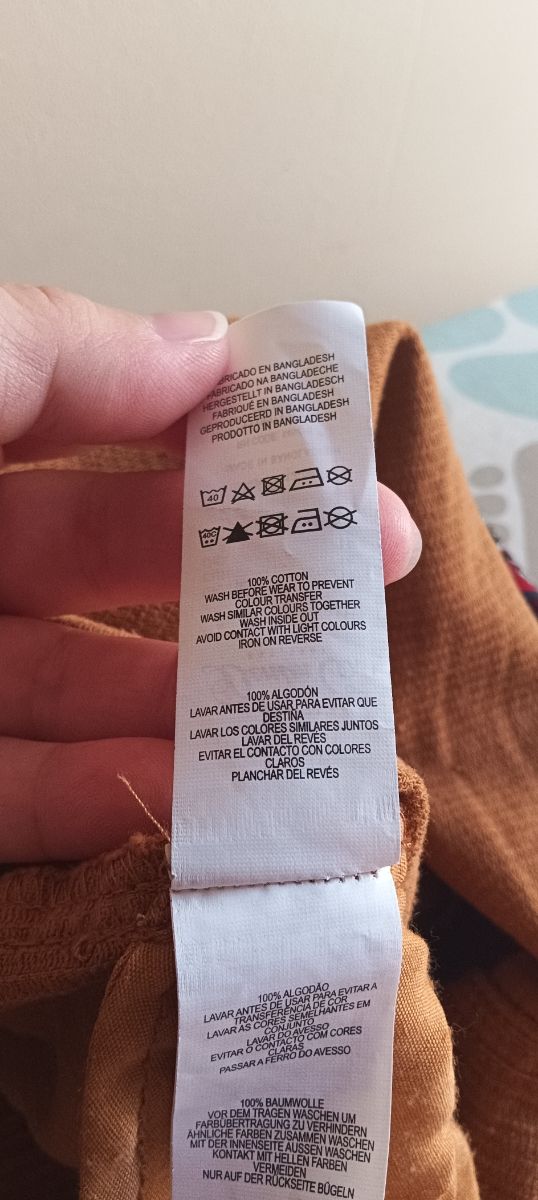 FABRICADO EN BANGLADESH
FABRICADO NA BANGLADECHE
HERGESTELLT IN BANGLADESCH
FABRIQUÉ EN BANGLADESH
GEPRODUCEERD IN BANGLADESH
PRODOTTO IN BANGLADESH
40
40C
100% COTTON
WASH BEFORE WEAR TO PREVENT
COLOUR TRANSFER
WASH SIMILAR COLOURS TOGETHER
WASH INSIDE OUT
AVOID CONTACT WITH LIGHT COLOURS
IRON ON REVERSE
100% ALGODÓN
LAVAR ANTES DE USAR PARA EVITAR QUE
DESTIÑA
LAVAR LOS COLORES SIMILARES JUNTOS
LAVAR DEL REVÉS
EVITAR EL CONTACTO CON COLORES
CLAROS
PLANCHAR DEL REVÉS
100% ALGODÃO
LAVAR ANTES DE USAR PARA EVITAR A
TRANSFERÊNCIA DE COR
LAVAR AS CORES SEMELHANTES EM
CONJUNTO
LAVAR DO AVESSO
EVITAR O CONTACTO COM CORES
CLARAS
PASSAR A FERRO DO AVESSO
100% BAUMWOLLE
VOR DEM TRAGEN WASCHEN UM
FARBÜBERTRAGUNG ZU VERHINDERN
ÄHNLICHE FARBEN ZUSAMMEN WASCHEN
MIT DER INNENSEITE AUSSEN WASCHEN
KONTAKT MIT HELLEN FARBEN
VERMEIDEN
NUR AUF DER RÜCKSEITE BÜGELN